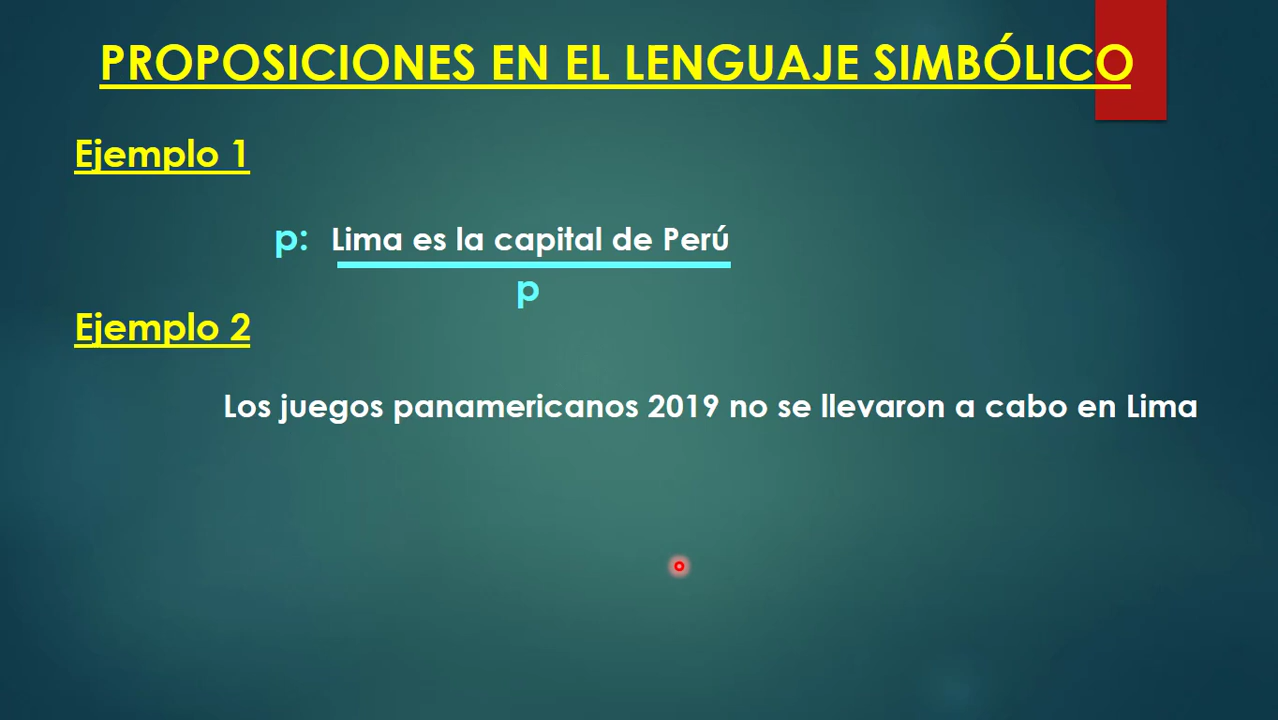 PROPOSICIONES EN EL LENGUAJE SIMBÓLICO
Ejemplo 1
p: Lima es la capital de Perú
p
Ejemplo 2
Los juegos panamericanos 2019 no se llevaron a cabo en Lima